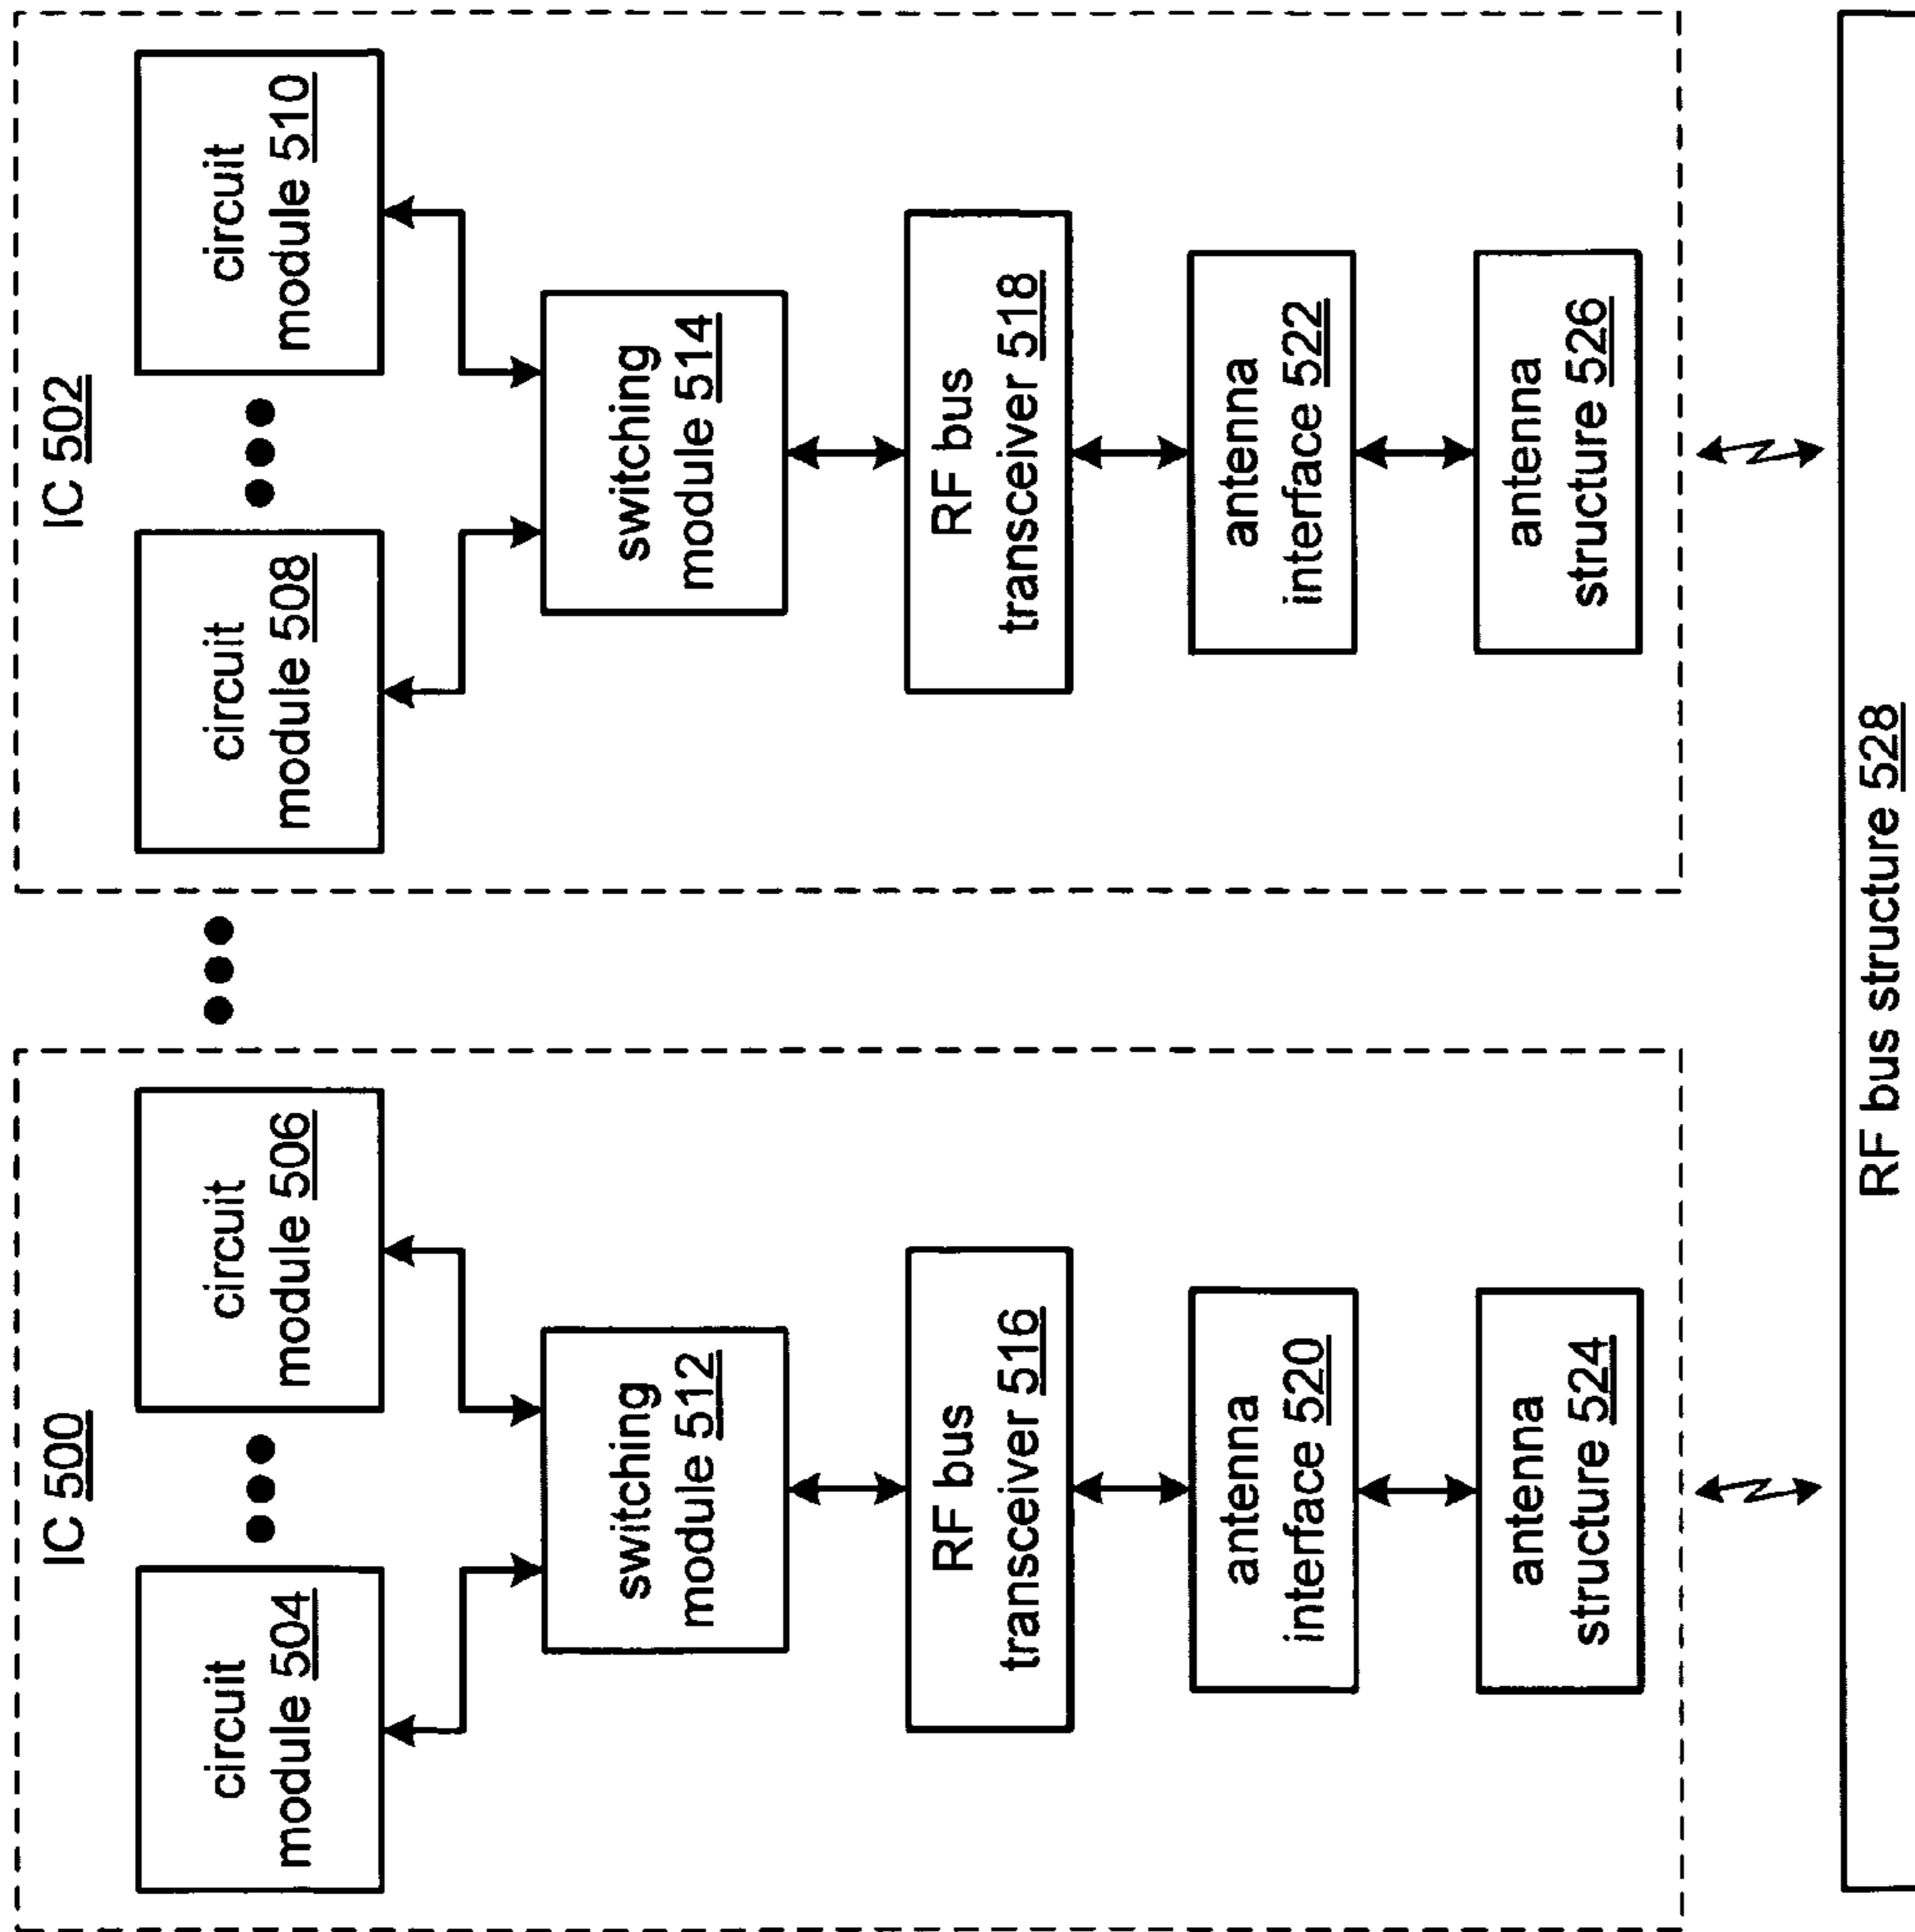 IC 500
circuit
module 504
circuit
module 506
switching
module 512
RF bus
transceiver 516
antenna
interface 520
antenna
structure 524
IC 502
circuit
module 508
circuit
module 510
switching
module 514
RF bus
transceiver 518
antenna
interface 522
antenna
structure 526
RF bus structure 528